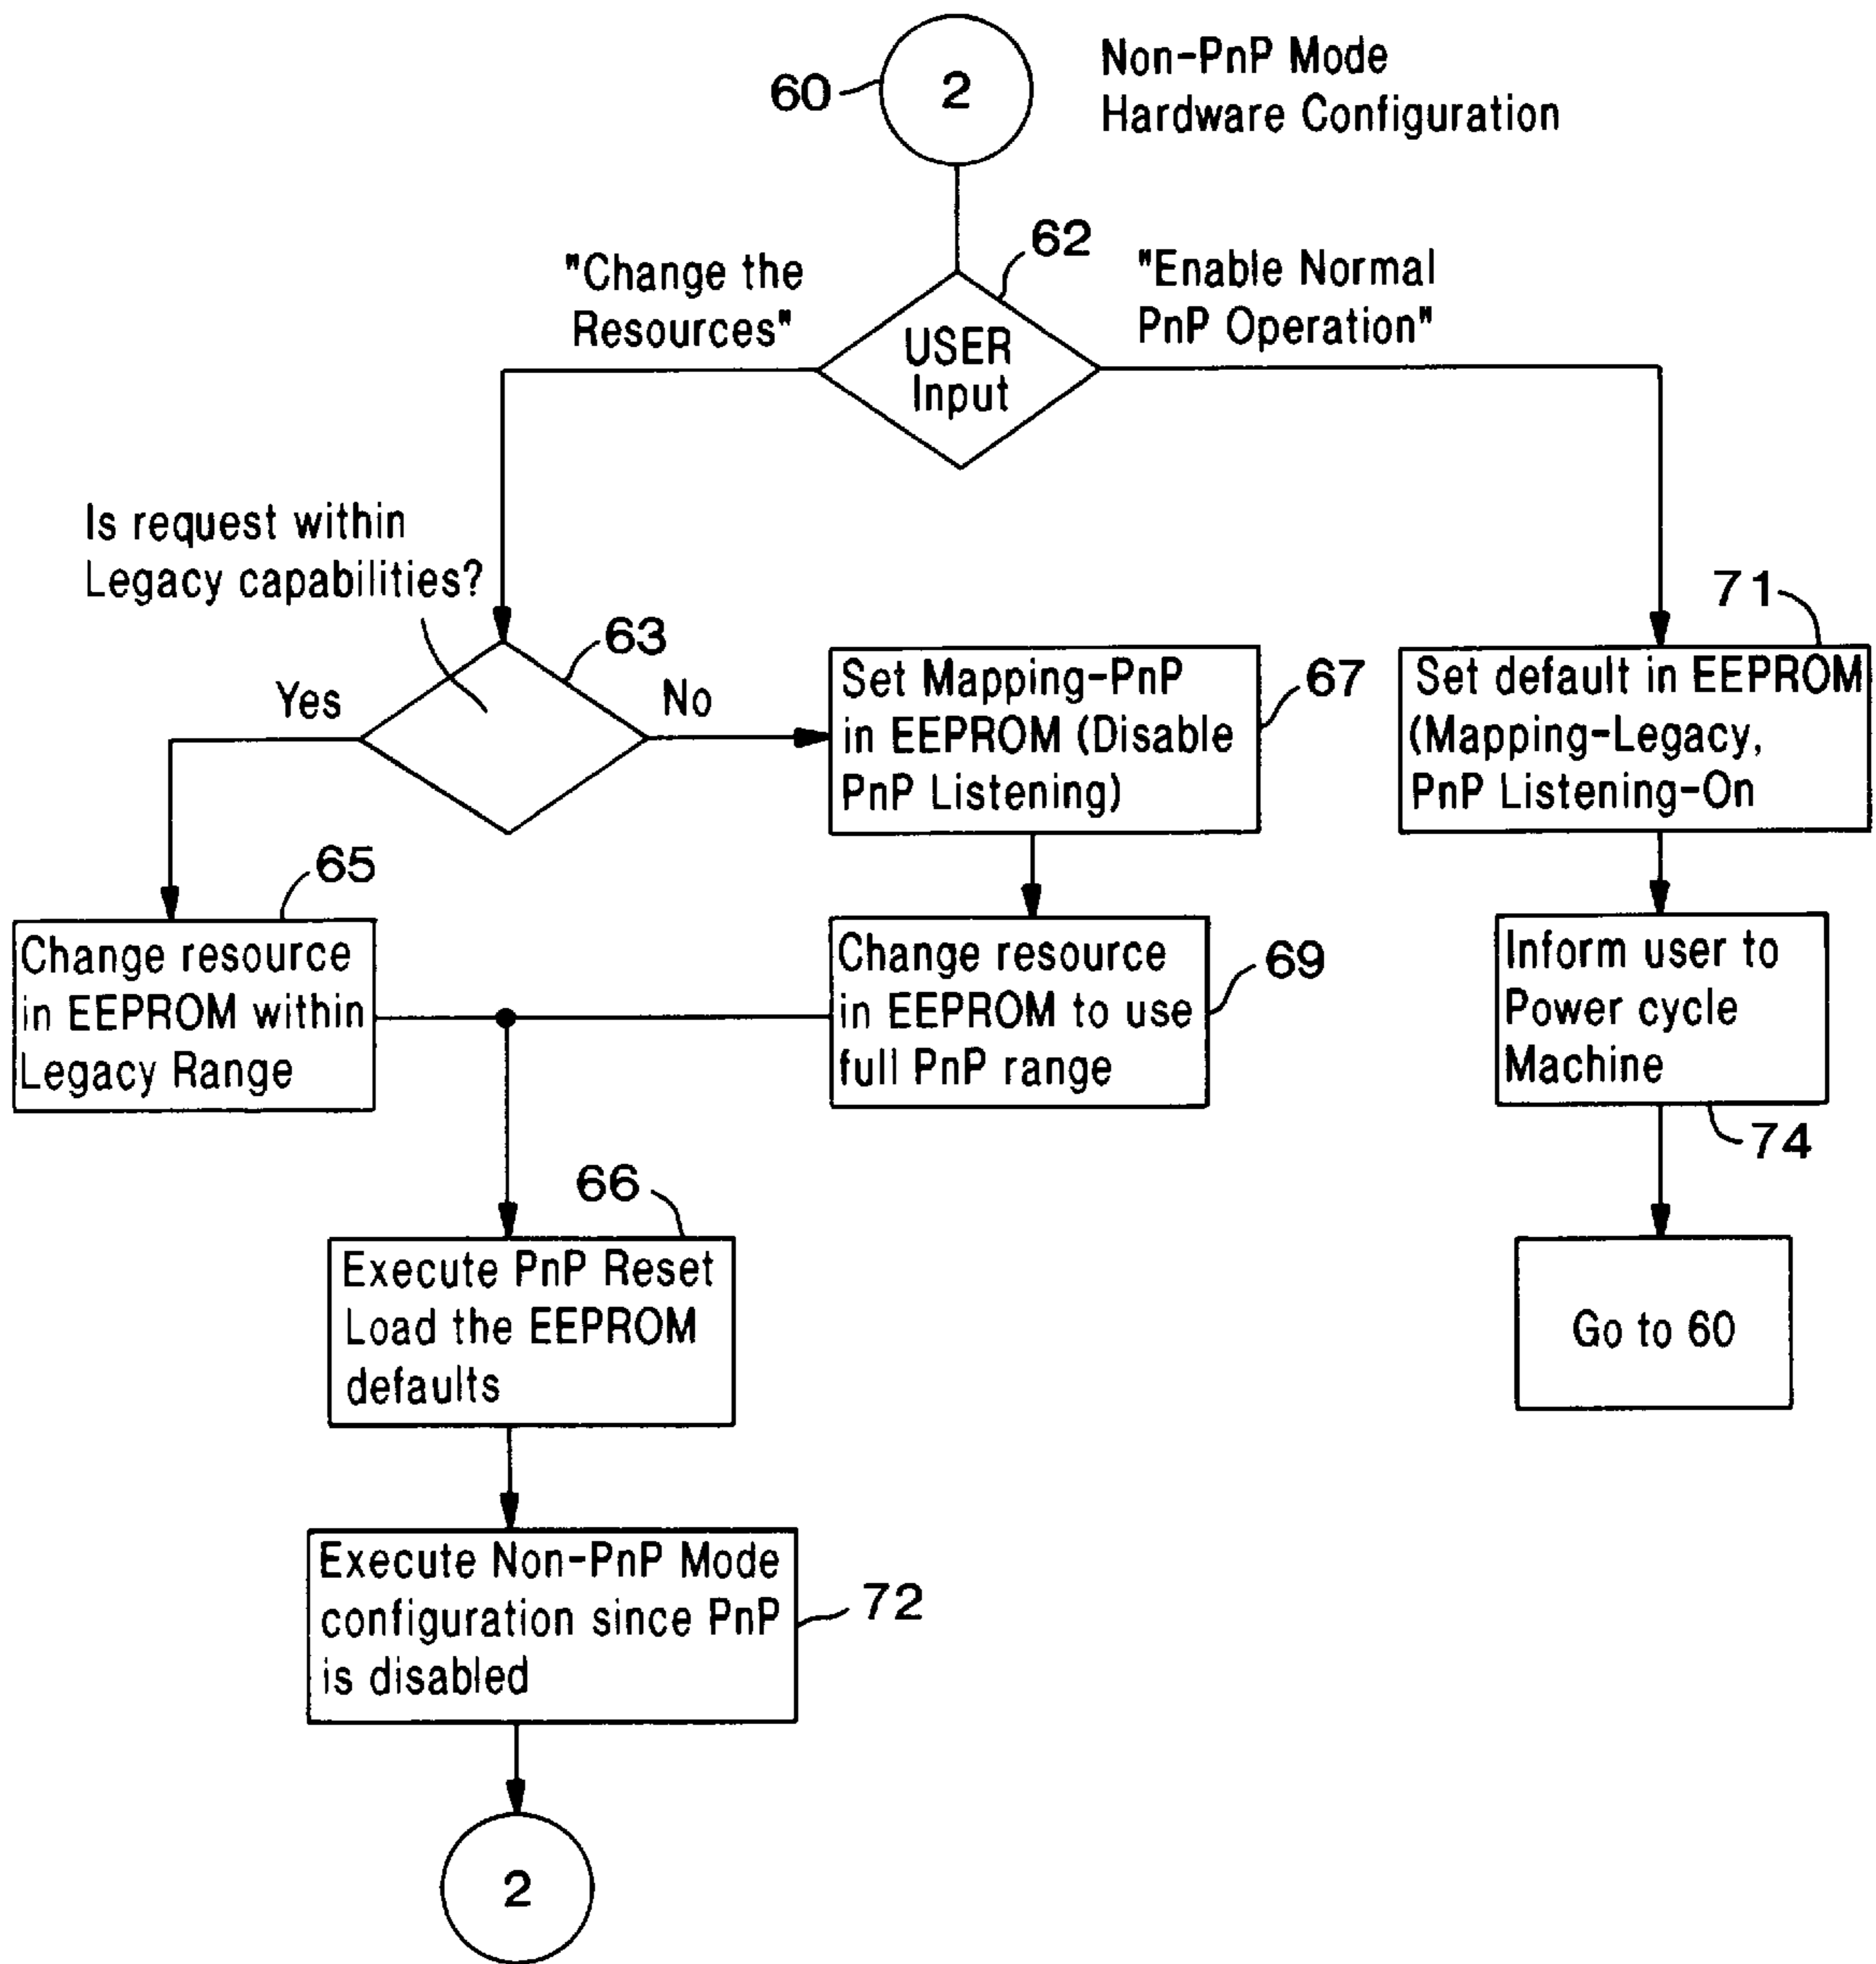 60
2
Non-PnP Mode
Hardware Configuration
62
"Change the
Resources"
"Enable Normal
PnP Operation"
USER
Input
Is request within
Legacy capabilities?
63
Yes
No
Set Mapping-PnP
in EEPROM (Disable
PnP Listening)
67
71
Set default in EEPROM
(Mapping-Legacy,
PnP Listening-On
65
Change resource
in EEPROM within
Legacy Range
Change resource
in EEPROM to use
full PnP range
69
Inform user to
Power cycle
Machine
74
66
Execute PnP Reset
Load the EEPROM
defaults
Go to 60
Execute Non-PnP Mode
configuration since PnP
is disabled
72
2